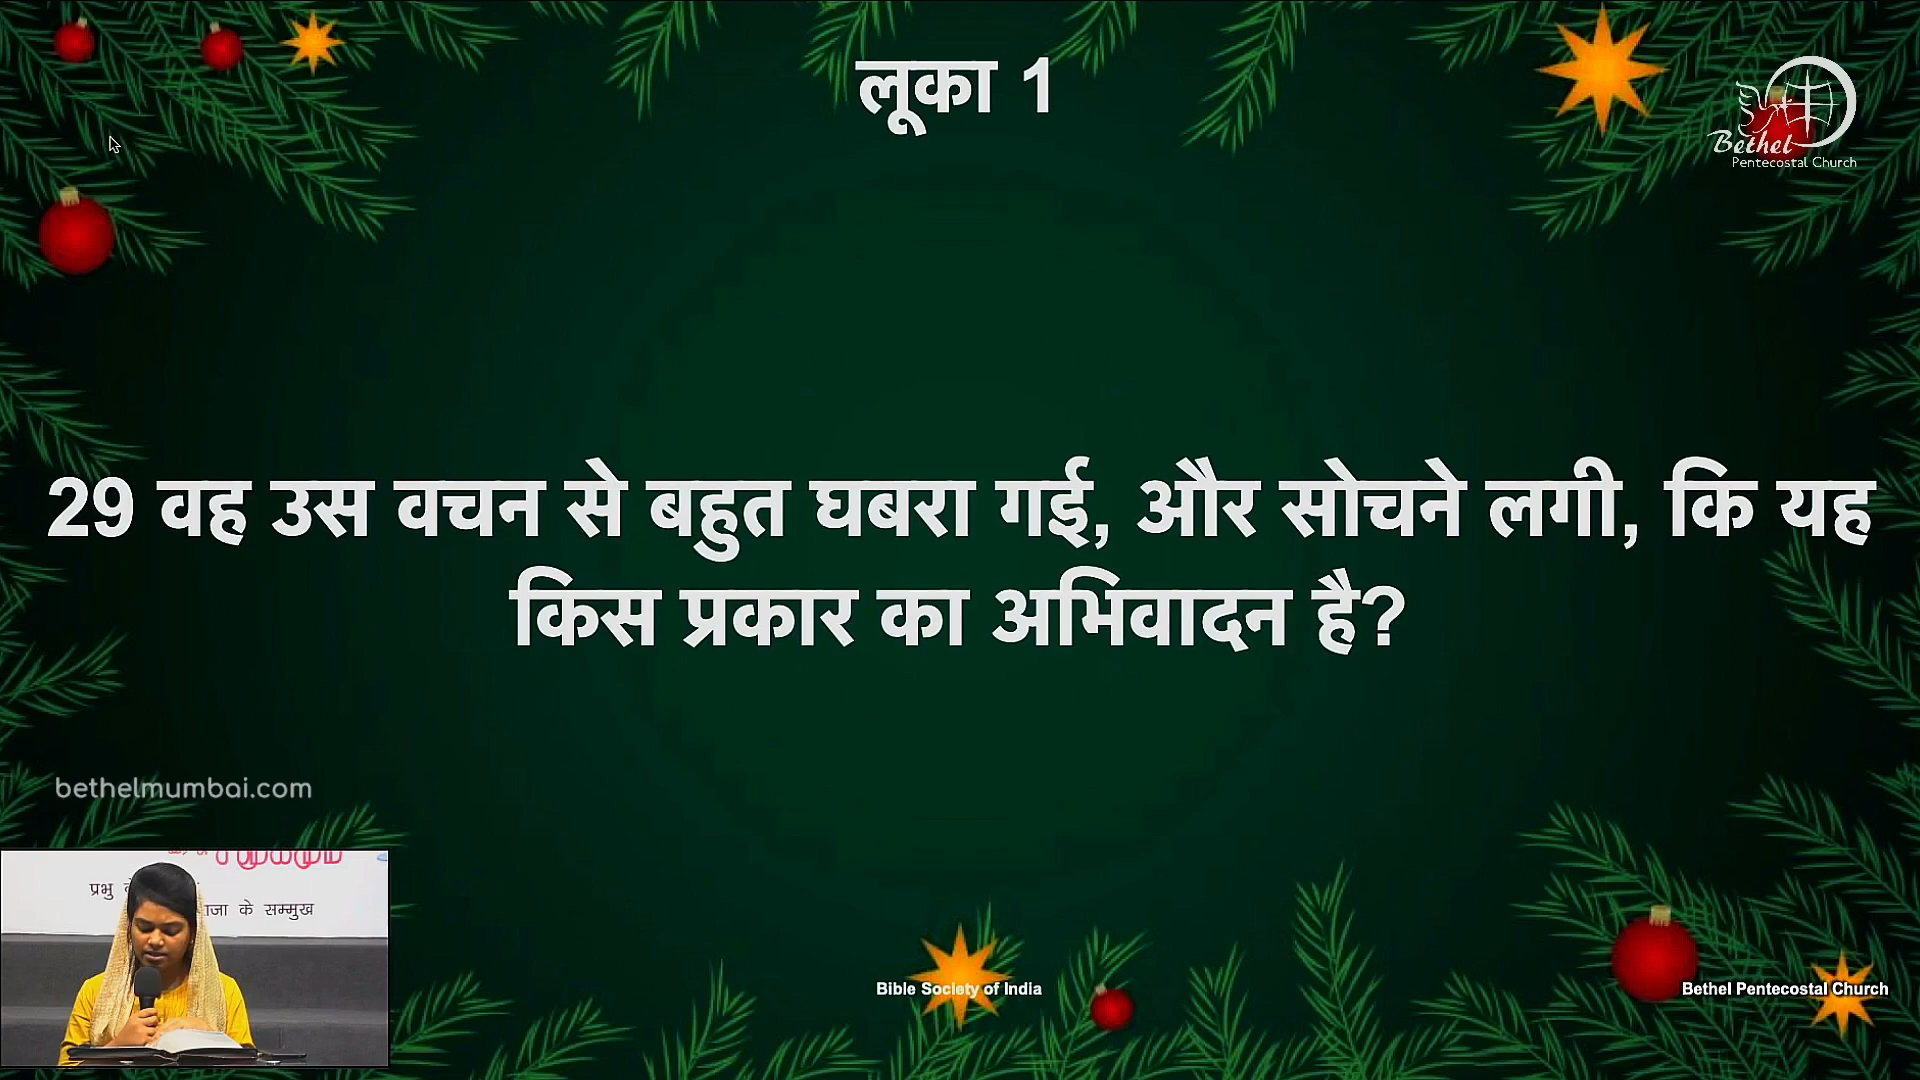 लूका 1
Bethel
Pentecostal Church
29 वह उस वचन से बहुत घबरा गई, और सोचने लगी, कि यह
किस प्रकार का अभिवादन है?
bethelmumbai.com
प्रभु
के सम्मुख
Bible Society of India
Bethel Pentecostal Church